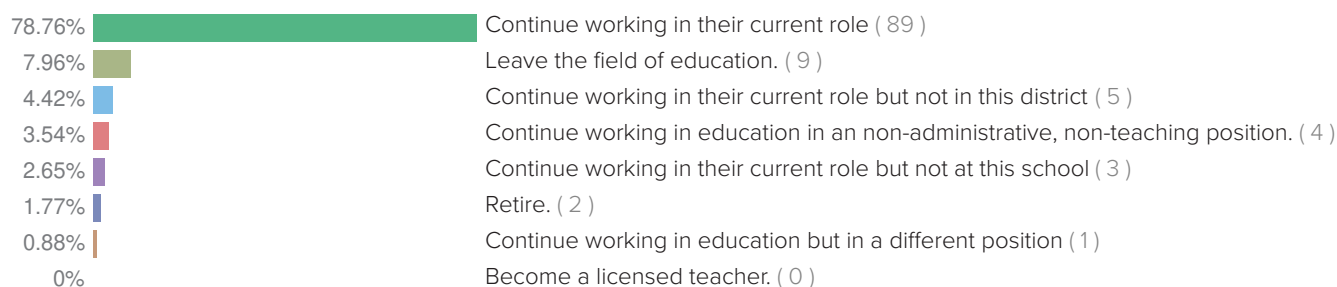 78.76% Continue working in their current role ( 89 )
7.96% Leave the field of education. ( 9 )
4.42% Continue working in their current role but not in this district ( 5 )
3.54% Continue working in education in an non-administrative, non-teaching position. ( 4 )
2.65% Continue working in their current role but not at this school ( 3 )
1.77% Retire. ( 2 )
0.88% Continue working in education but in a different position ( 1 )
0% Become a licensed teacher. ( 0 )